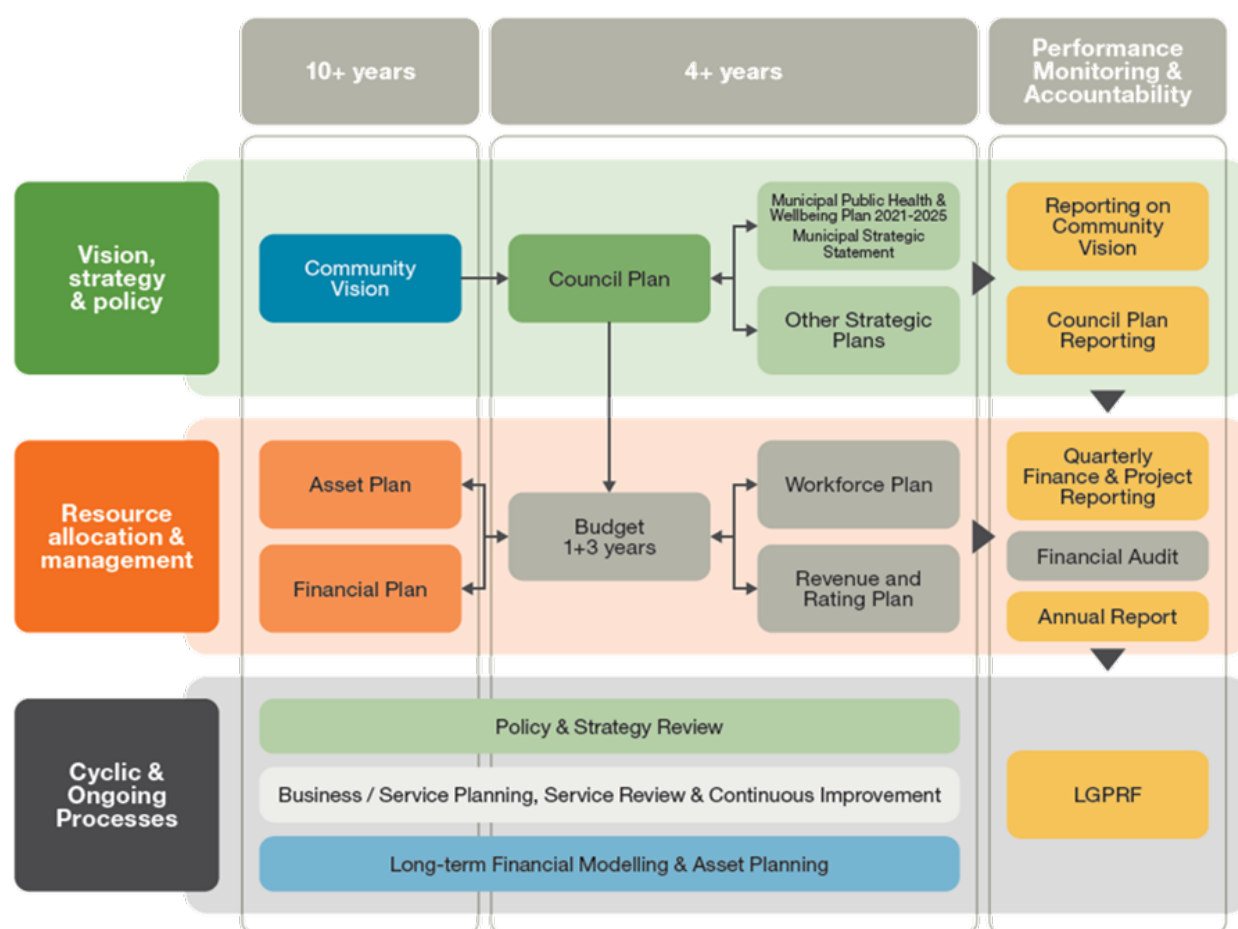 10+ years
4+ years
Performance
Monitoring &
Accountability
Vision,
strategy
& policy
Community
Vision
Council Plan
Municipal Public Health &
Wellbeing Plan 2021-2025
Municipal Strategic
Statement
Other Strategic
Plans
Reporting on
Community
Vision
Council Plan
Reporting
Resource
allocation &
management
Asset Plan
Financial Plan
Budget
1+3 years
Workforce Plan
Revenue and
Rating Plan
Quarterly
Finance & Project
Reporting
Financial Audit
Annual Report
Cyclic &
Ongoing
Processes
Policy & Strategy Review
Business / Service Planning, Service Review & Continuous Improvement
Long-term Financial Modelling & Asset Planning
LGPRF